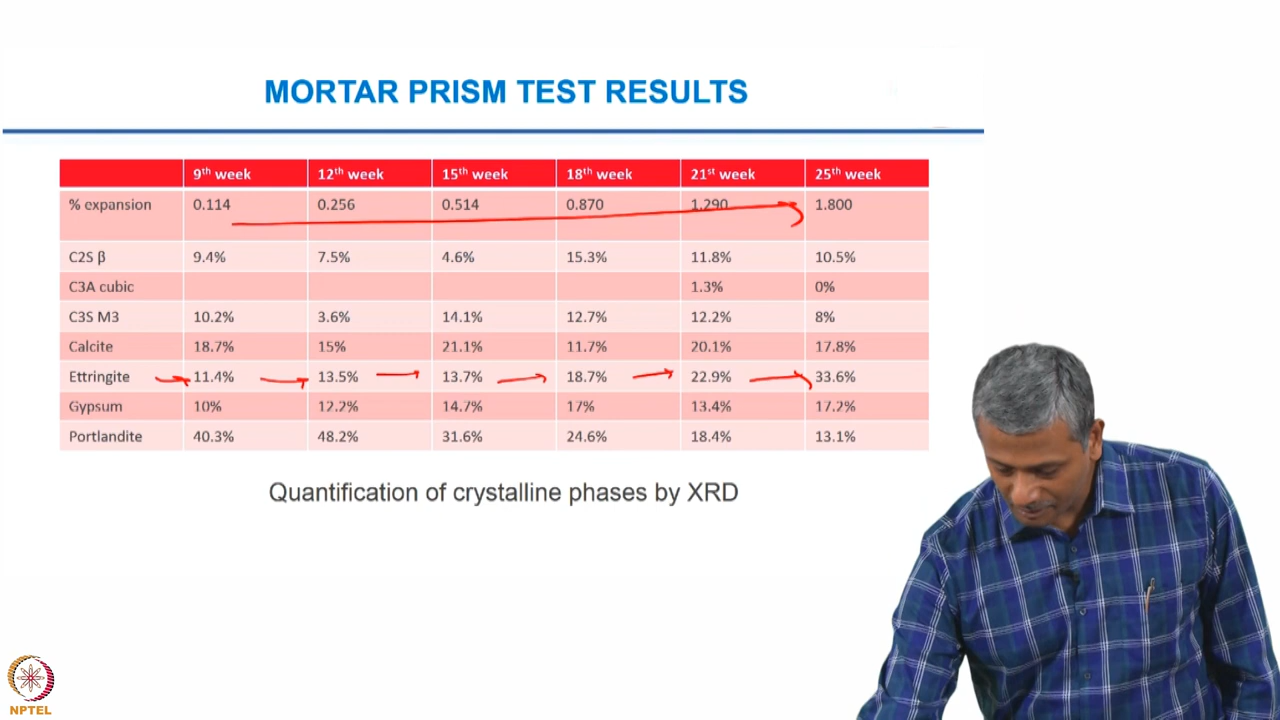 MORTAR PRISM TEST RESULTS
9th week 12th week 15th week 18th week 21st week 25th week
% expansion 0.114 0.256 0.514 0.870 1.290 1.800
C2S β 9.4% 7.5% 4.6% 15.3% 11.8% 10.5%
C3A cubic 1.3% 0%
C3S M3 10.2% 3.6% 14.1% 12.7% 12.2% 8%
Calcite 18.7% 15% 21.1% 11.7% 20.1% 17.8%
Ettringite 11.4% 13.5% 13.7% 18.7% 22.9% 33.6%
Gypsum 10% 12.2% 14.7% 17% 13.4% 17.2%
Portlandite 40.3% 48.2% 31.6% 24.6% 18.4% 13.1%
Quantification of crystalline phases by XRD
NPTEL